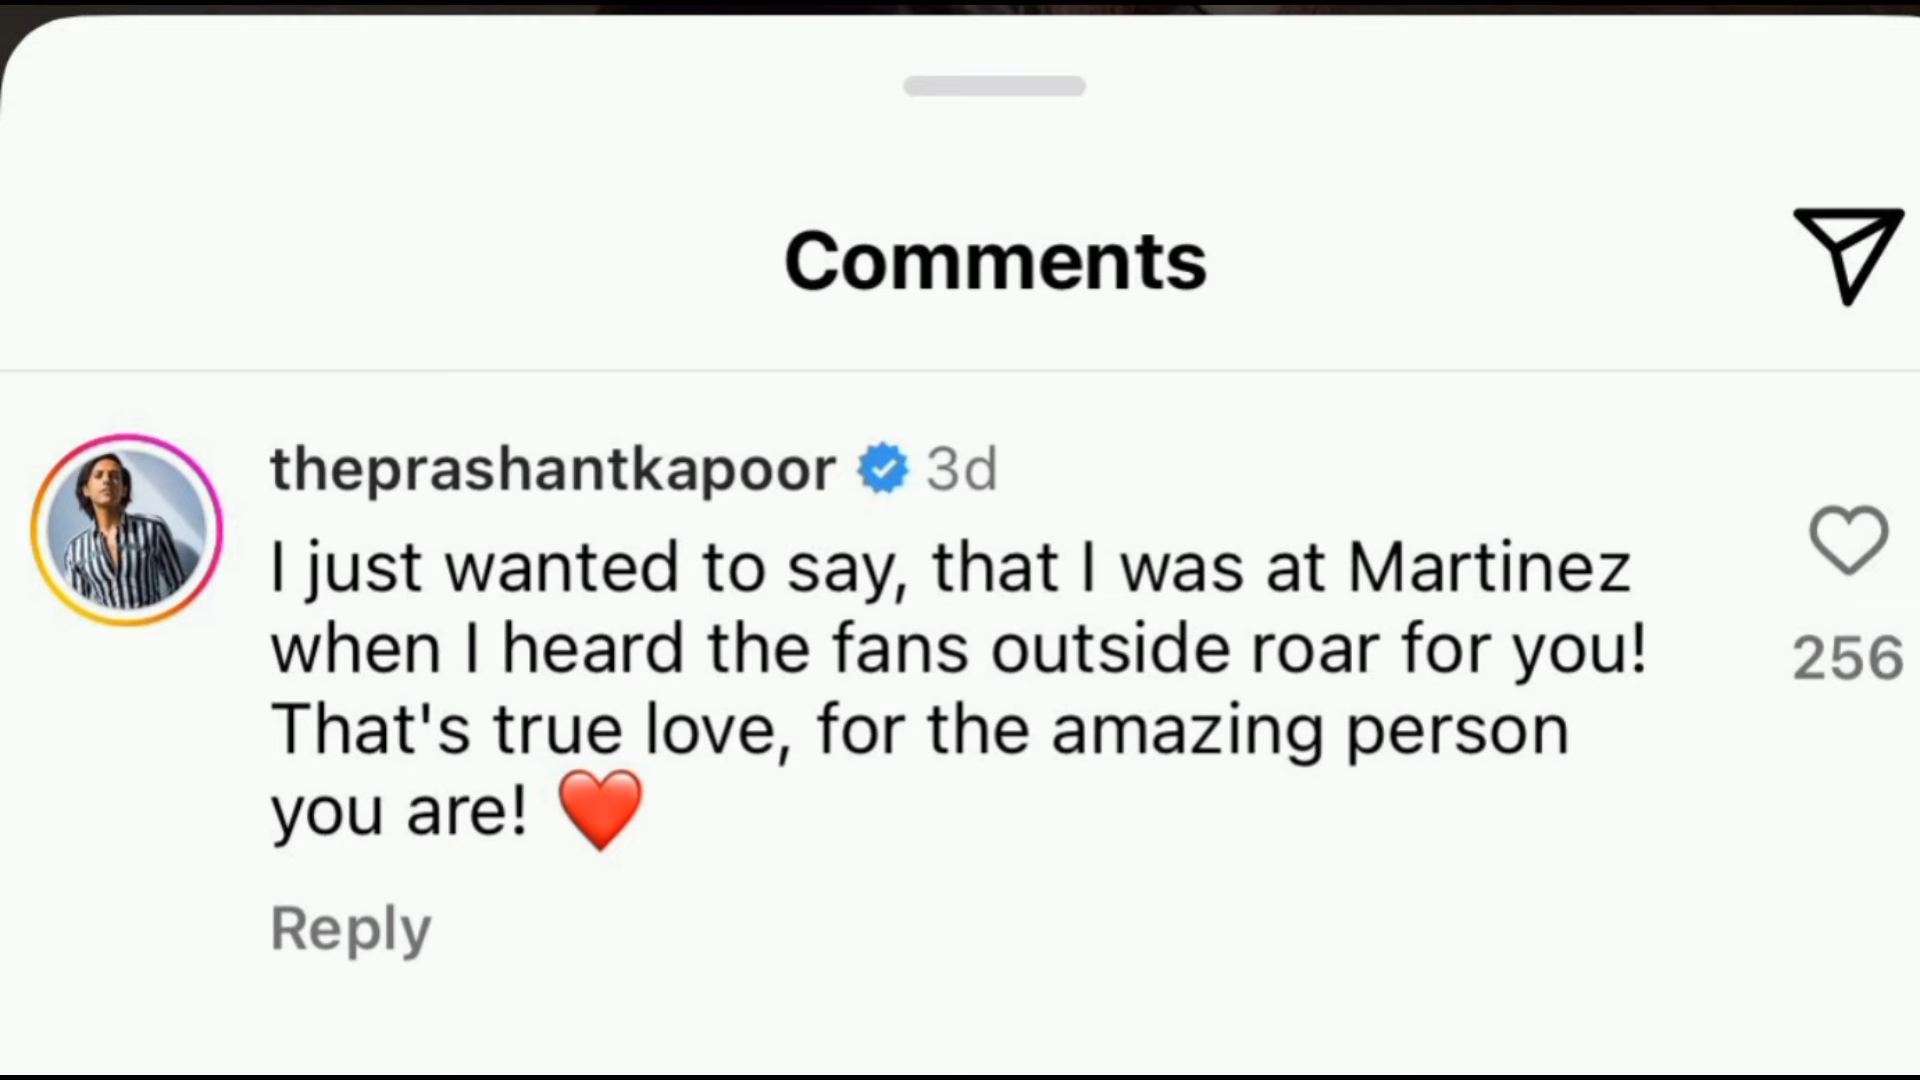 Comments
theprashantkapoor 3d
I just wanted to say, that I was at Martinez
when I heard the fans outside roar for you!
That's true love, for the amazing person
you are! ❤️
256
Reply